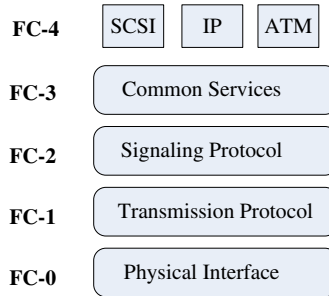 FC-4 SCSI IP ATM
FC-3 Common Services
FC-2 Signaling Protocol
FC-1 Transmission Protocol
FC-0 Physical Interface